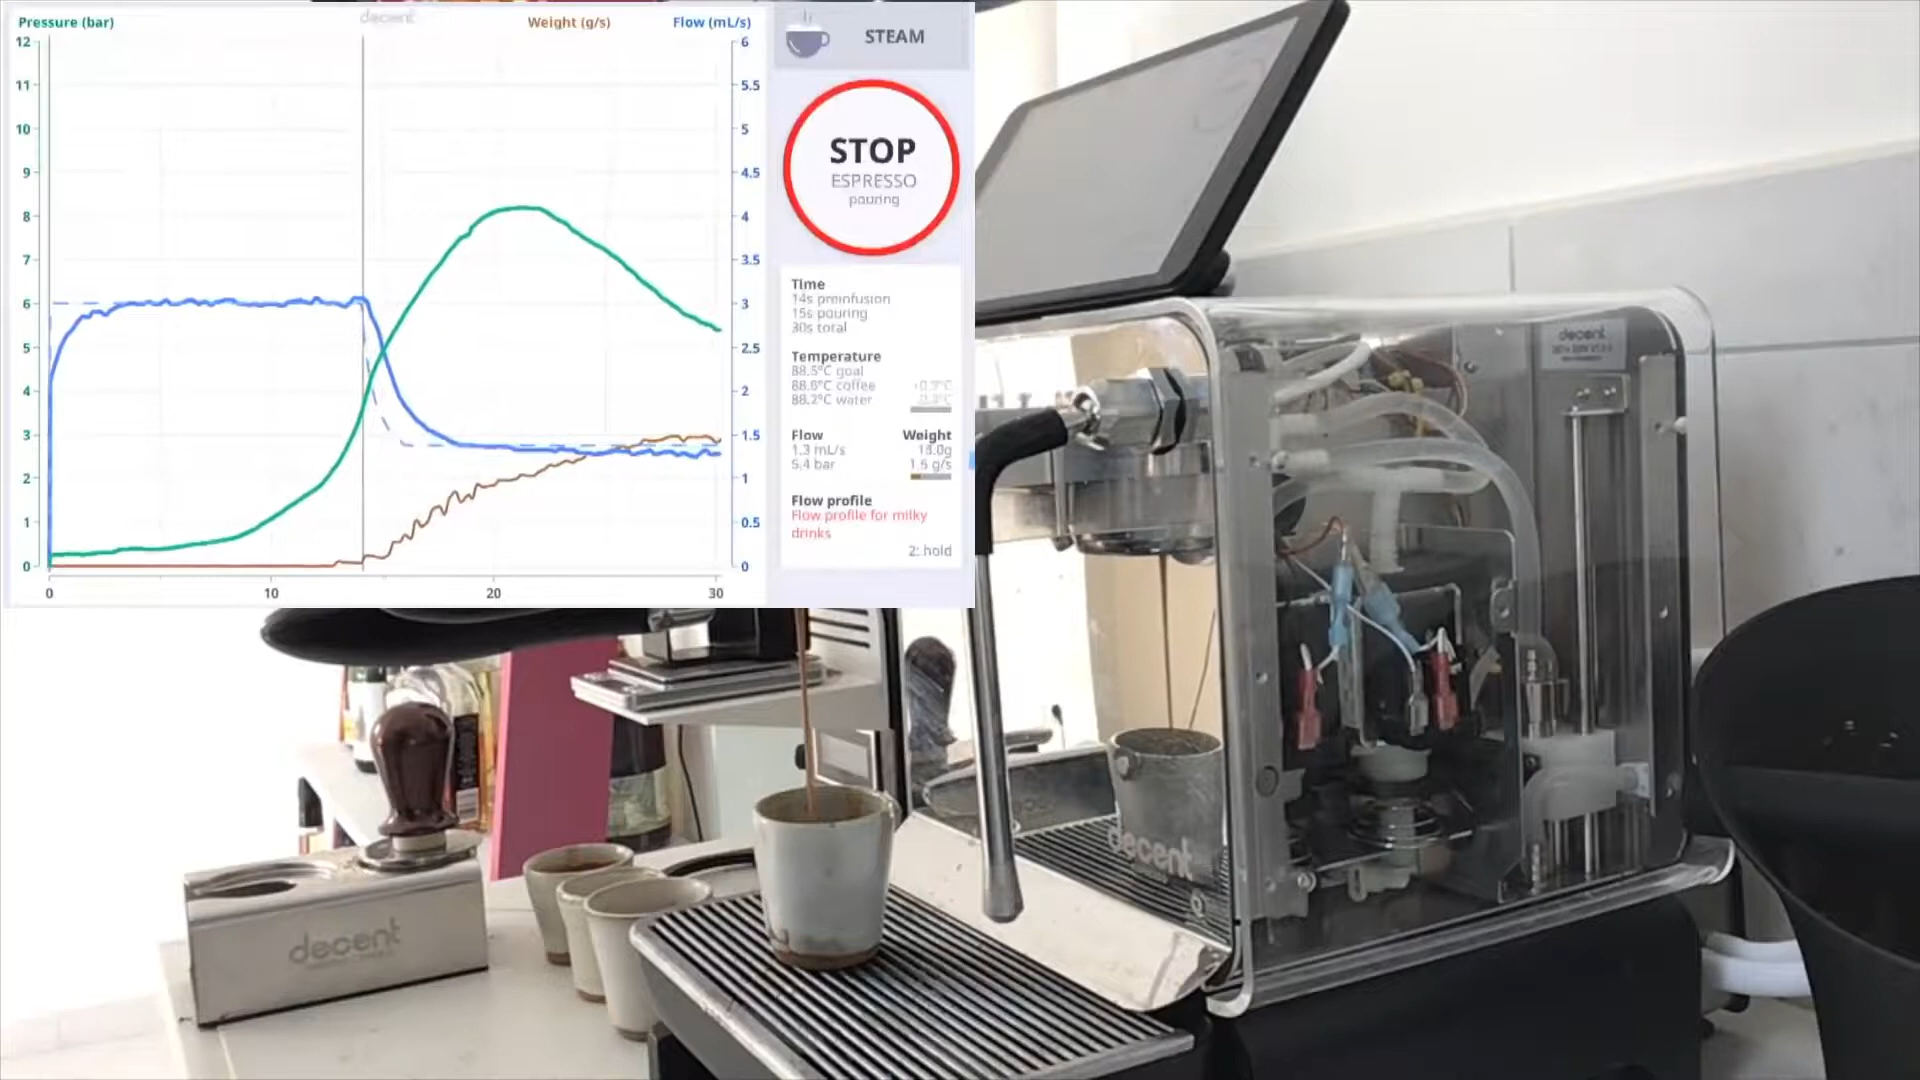 Pressure (bar)
decent
Weight (g/s)
Flow (mL/s)
12
11
10
9
8
7
6
5
4
3
2
1
0
6
5.5
5
4.5
4
3.5
3
2.5
2
1.5
1
0.5
0
0
10
20
30
STEAM
STOP
ESPRESSO
pouring
Time
14s preinfusion
15s pouring
30s total
Temperature
88.5°C goal
88.8°C coffee
88.2°C water
Flow
Weight
1.3 mL/s
18.0g
5.4 bar
1.6 g/s
Flow profile
Flow profile for milky
drinks
2: hold
decent
decent
decent